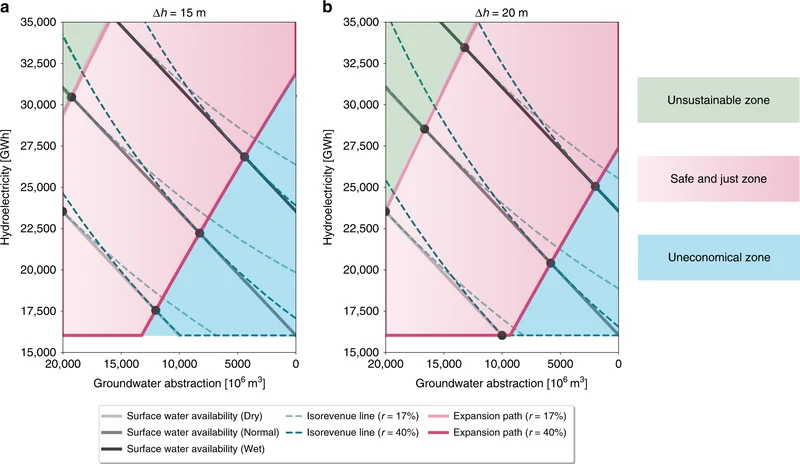 a
Δh = 15 m
35,000
32,500
30,000
27,500
25,000
22,500
20,000
17,500
15,000
Hydroelectricity [GWh]
20,000 15,000 10,000 5000 0
Groundwater abstraction [10⁶ m³]
b
Δh = 20 m
35,000
32,500
30,000
27,500
25,000
22,500
20,000
17,500
15,000
Hydroelectricity [GWh]
20,000 15,000 10,000 5000 0
Groundwater abstraction [10⁶ m³]
Unsustainable zone
Safe and just zone
Uneconomical zone
Surface water availability (Dry)
Surface water availability (Normal)
Surface water availability (Wet)
Isorevenue line (r = 17%)
Isorevenue line (r = 40%)
Expansion path (r = 17%)
Expansion path (r = 40%)